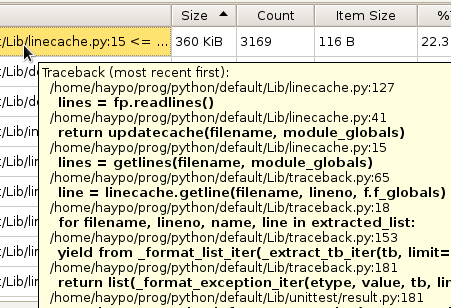 Size Count Item Size %
t/Lib/linecache.py:15 <= ... 360 KiB 3169 116 B 22.3
Traceback (most recent first):
/home/haypo/prog/python/default/Lib/linecache.py:127
lines = fp.readlines()
/home/haypo/prog/python/default/Lib/linecache.py:41
return updatecache(filename, module_globals)
/home/haypo/prog/python/default/Lib/linecache.py:15
lines = getlines(filename, module_globals)
/home/haypo/prog/python/default/Lib/traceback.py:65
line = linecache.getline(filename, lineno, f.f_globals)
/home/haypo/prog/python/default/Lib/traceback.py:18
for filename, lineno, name, line in extracted_list:
/home/haypo/prog/python/default/Lib/traceback.py:153
yield from _format_list_iter(_extract_tb_iter(tb, limit=
/home/haypo/prog/python/default/Lib/traceback.py:181
return list(_format_exception_iter(etype, value, tb, lin
/home/haypo/prog/python/default/Lib/unittest/result.py:181